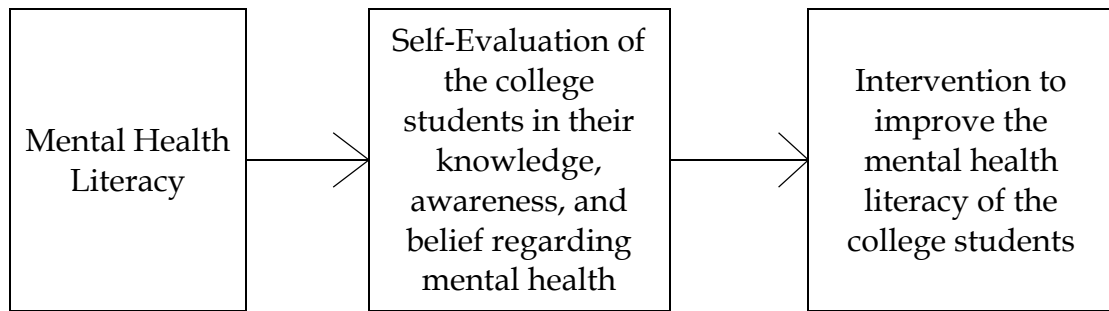 Mental Health
Literacy
Self-Evaluation of
the college
students in their
knowledge,
awareness, and
belief regarding
mental health
Intervention to
improve the
mental health
literacy of the
college students